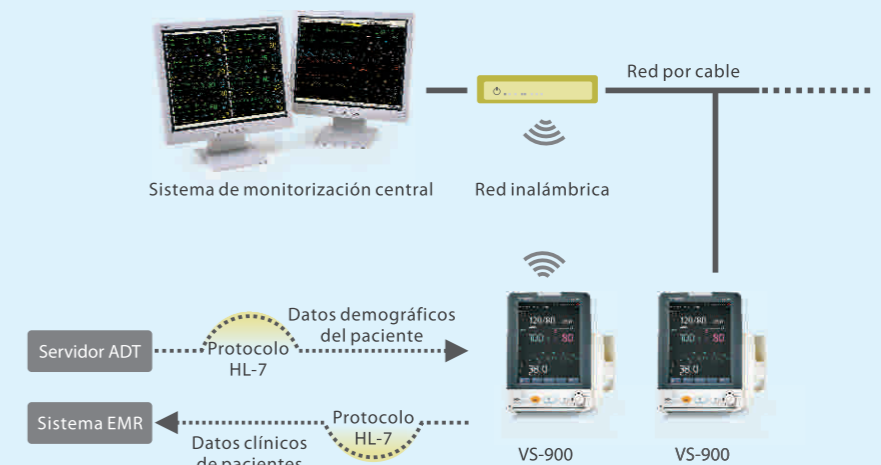 Red por cable
Sistema de monitorización central
Red inalámbrica
Datos demográficos
del paciente
Servidor ADT
Protocolo
HL-7
120/80
120/80
100
80
100
80
38.0
38.0
Sistema EMR
Protocolo
HL-7
Datos clínicos
de pacientes
VS-900
VS-900